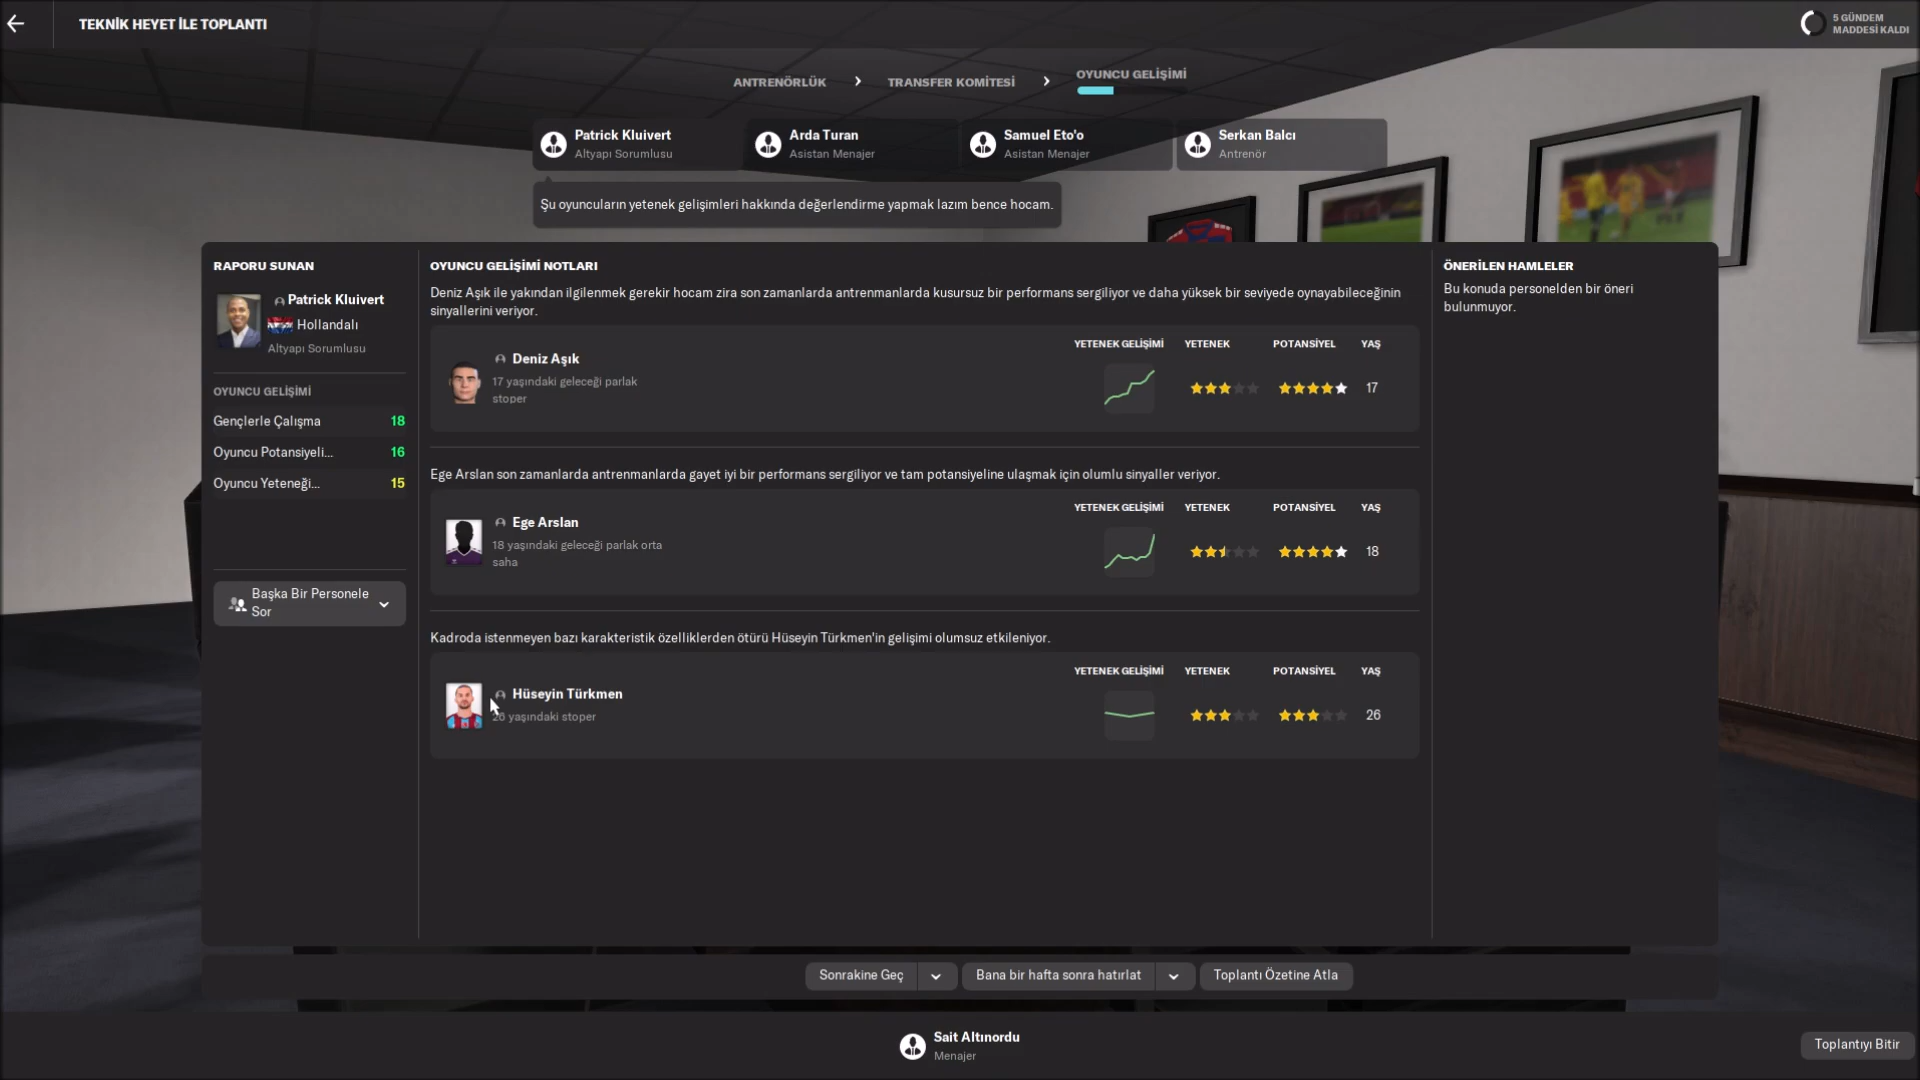 TEKNİK HEYET İLE TOPLANTI
5 GÜNDEM
MADDESİ KALDI
ANTRENÖRLÜK
TRANSFER KOMİTESİ
OYUNCU GELİŞİMİ
Patrick Kluivert
Altyapı Sorumlusu
Arda Turan
Asistan Menajer
Samuel Eto'o
Asistan Menajer
Serkan Balcı
Antrenör
Şu oyuncuların yetenek gelişimleri hakkında değerlendirme yapmak lazım bence hocam.
RAPORU SUNAN
Patrick Kluivert
Hollandalı
Altyapı Sorumlusu
OYUNCU GELİŞİMİ
Gençlerle Çalışma 18
Oyuncu Potansiyeli... 16
Oyuncu Yeteneği... 15
Başka Bir Personele
Sor
OYUNCU GELİŞİMİ NOTLARI
Deniz Aşık ile yakından ilgilenmek gerekir hocam zira son zamanlarda antrenmanlarda kusursuz bir performans sergiliyor ve daha yüksek bir seviyede oynayabileceğinin
sinyallerini veriyor.
YETENEK GELİŞİMİ YETENEK POTANSİYEL YAŞ
Deniz Aşık
17 yaşındaki geleceği parlak
stoper
17
Ege Arslan son zamanlarda antrenmanlarda gayet iyi bir performans sergiliyor ve tam potansiyeline ulaşmak için olumlu sinyaller veriyor.
YETENEK GELİŞİMİ YETENEK POTANSİYEL YAŞ
Ege Arslan
18 yaşındaki geleceği parlak orta
saha
18
Kadroda istenmeyen bazı karakteristik özelliklerden ötürü Hüseyin Türkmen'in gelişimi olumsuz etkileniyor.
YETENEK GELİŞİMİ YETENEK POTANSİYEL YAŞ
Hüseyin Türkmen
26 yaşındaki stoper
26
ÖNERİLEN HAMLELER
Bu konuda personelden bir öneri
bulunmuyor.
Sonrakine Geç
Bana bir hafta sonra hatırlat
Toplantı Özetine Atla
Sait Altınordu
Menajer
Toplantıyı Bitir